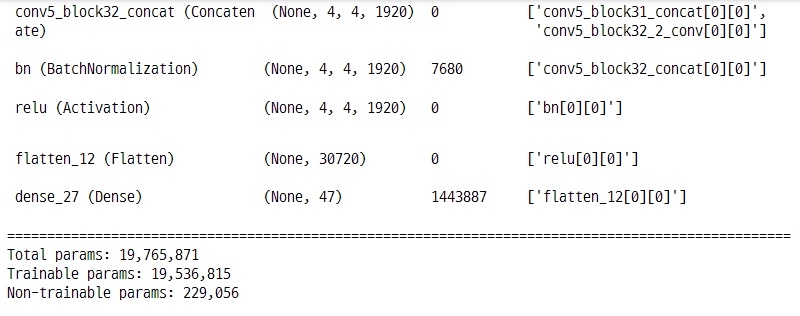 conv5_block32_concat (Concaten (None, 4, 4, 1920) 0 ['conv5_block31_concat[0][0]',
ate) 'conv5_block32_2_conv[0][0]']
bn (BatchNormalization) (None, 4, 4, 1920) 7680 ['conv5_block32_concat[0][0]']
relu (Activation) (None, 4, 4, 1920) 0 ['bn[0][0]']
flatten_12 (Flatten) (None, 30720) 0 ['relu[0][0]']
dense_27 (Dense) (None, 47) 1443887 ['flatten_12[0][0]']
==================================================================================================
Total params: 19,765,871
Trainable params: 19,536,815
Non-trainable params: 229,056